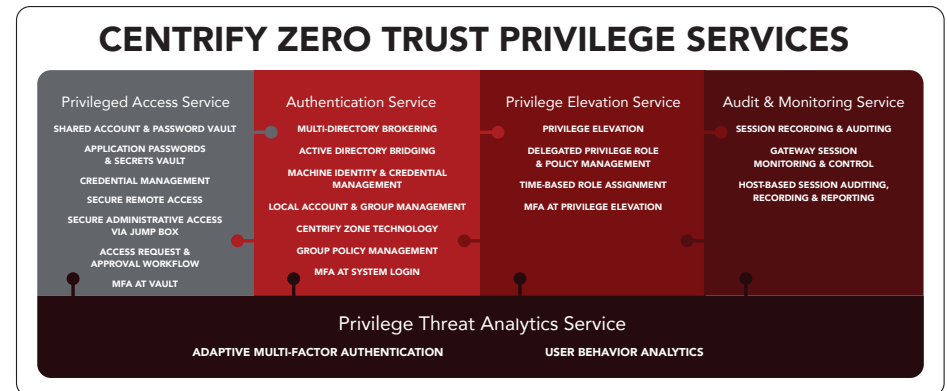 CENTRIFY ZERO TRUST PRIVILEGE SERVICES
Privileged Access Service
SHARED ACCOUNT & PASSWORD VAULT
APPLICATION PASSWORDS
& SECRETS VAULT
CREDENTIAL MANAGEMENT
SECURE REMOTE ACCESS
SECURE ADMINISTRATIVE ACCESS
VIA JUMP BOX
ACCESS REQUEST &
APPROVAL WORKFLOW
MFA AT VAULT
Authentication Service
MULTI-DIRECTORY BROKERING
ACTIVE DIRECTORY BRIDGING
MACHINE IDENTITY & CREDENTIAL
MANAGEMENT
LOCAL ACCOUNT & GROUP MANAGEMENT
CENTRIFY ZONE TECHNOLOGY
GROUP POLICY MANAGEMENT
MFA AT SYSTEM LOGIN
Privilege Elevation Service
PRIVILEGE ELEVATION
DELEGATED PRIVILEGE ROLE
& POLICY MANAGEMENT
TIME-BASED ROLE ASSIGNMENT
MFA AT PRIVILEGE ELEVATION
Audit & Monitoring Service
SESSION RECORDING & AUDITING
GATEWAY SESSION
MONITORING & CONTROL
HOST-BASED SESSION AUDITING,
RECORDING & REPORTING
Privilege Threat Analytics Service
ADAPTIVE MULTI-FACTOR AUTHENTICATION
USER BEHAVIOR ANALYTICS